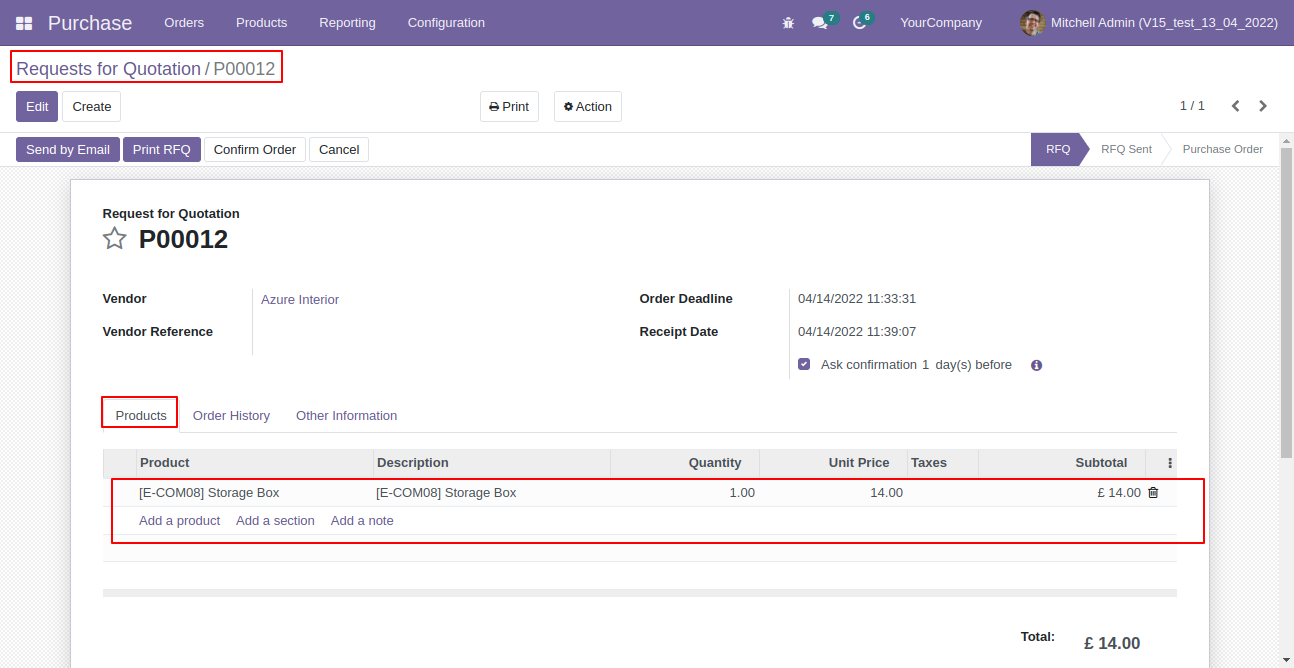 Purchase Orders Products Reporting Configuration 7 6 YourCompany Mitchell Admin (V15_test_13_04_2022)
Requests for Quotation / P00012
Edit Create Print Action 1 / 1
Send by Email Print RFQ Confirm Order Cancel RFQ RFQ Sent Purchase Order
Request for Quotation
P00012
Vendor Azure Interior Order Deadline 04/14/2022 11:33:31
Vendor Reference Receipt Date 04/14/2022 11:39:07
Ask confirmation 1 day(s) before
Products Order History Other Information
Product Description Quantity Unit Price Taxes Subtotal
[E-COM08] Storage Box [E-COM08] Storage Box 1.00 14.00 £ 14.00
Add a product Add a section Add a note
Total: £ 14.00